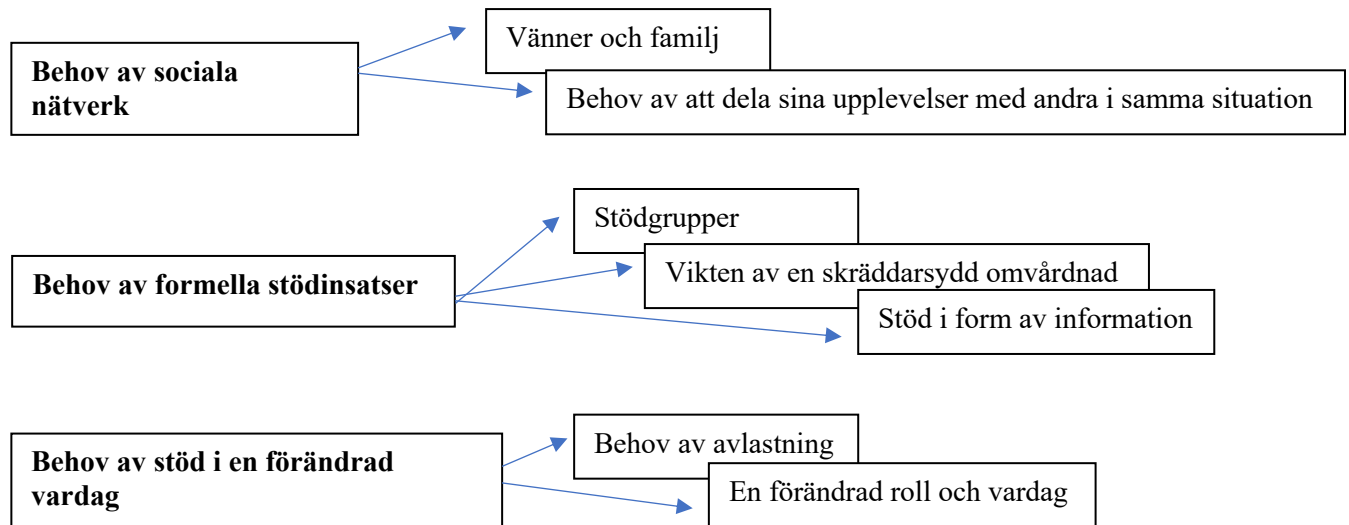 Behov av sociala
nätverk
Vänner och familj
Behov av att dela sina upplevelser med andra i samma situation
Behov av formella stödinsatser
Stödgrupper
Vikten av en skräddarsydd omvårdnad
Stöd i form av information
Behov av stöd i en förändrad
vardag
Behov av avlastning
En förändrad roll och vardag